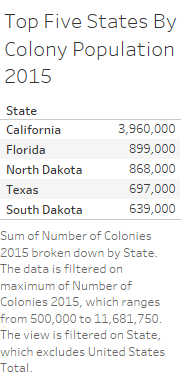 Top Five States By
Colony Population
2015
State
California 3,960,000
Florida 899,000
North Dakota 868,000
Texas 697,000
South Dakota 639,000
Sum of Number of Colonies
2015 broken down by State.
The data is filtered on
maximum of Number of
Colonies 2015, which ranges
from 500,000 to 11,681,750.
The view is filtered on State,
which excludes United States
Total.